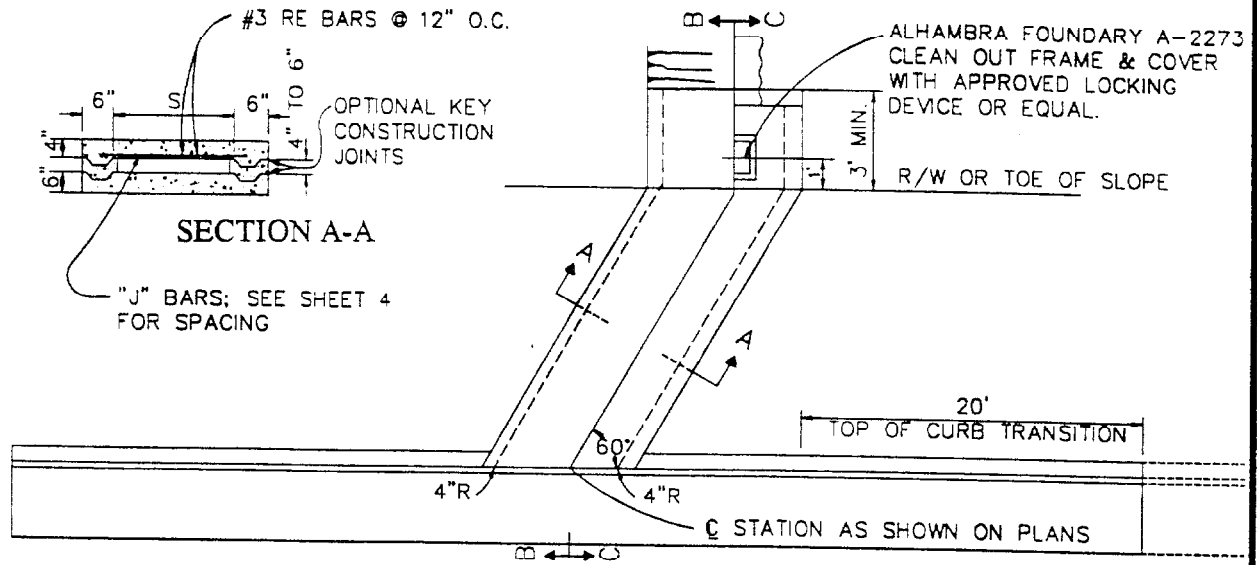 #3 RE BARS @ 12" O.C.
6"
S
6"
4" TO 6"
4"
6"
OPTIONAL KEY
CONSTRUCTION
JOINTS
SECTION A-A
"J" BARS; SEE SHEET 4
FOR SPACING
B C
ALHAMBRA FOUNDARY A-2273
CLEAN OUT FRAME & COVER
WITH APPROVED LOCKING
DEVICE OR EQUAL.
1'
3' MIN.
R/W OR TOE OF SLOPE
A
A
60°
20'
TOP OF CURB TRANSITION
4"R
4"R
℄ STATION AS SHOWN ON PLANS
B C